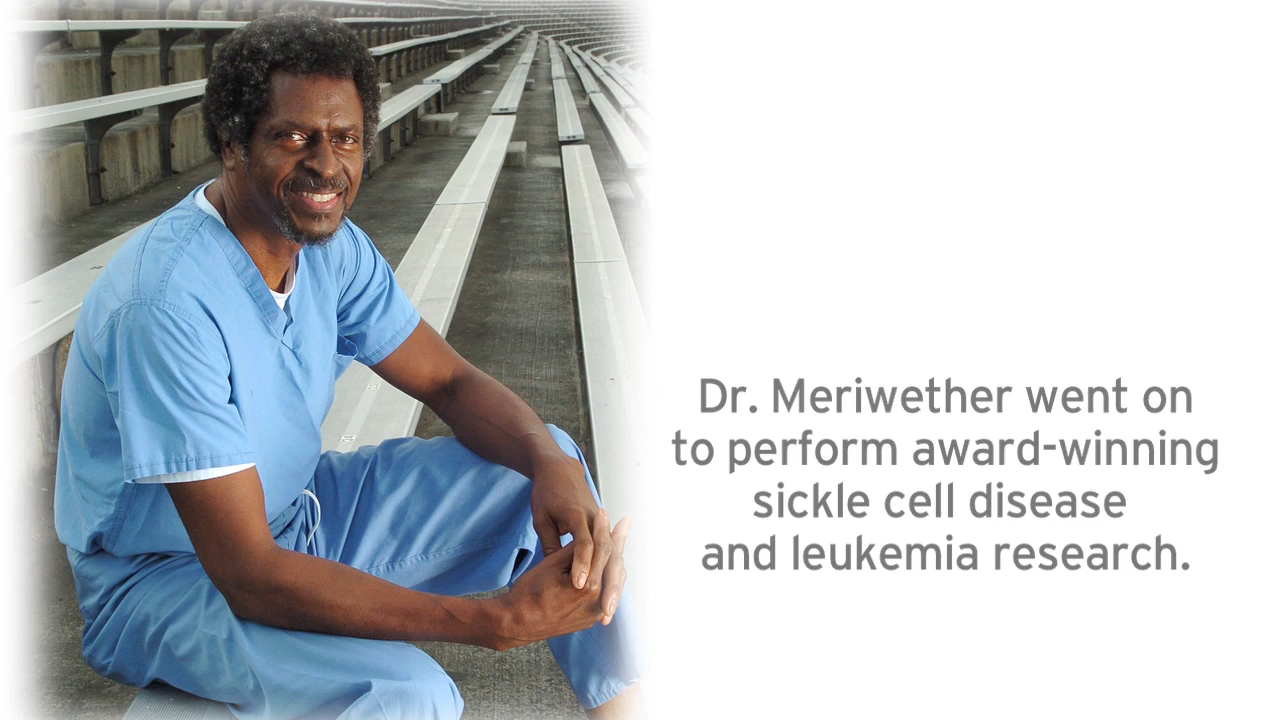 Dr. Meriwether went on
to perform award-winning
sickle cell disease
and leukemia research.